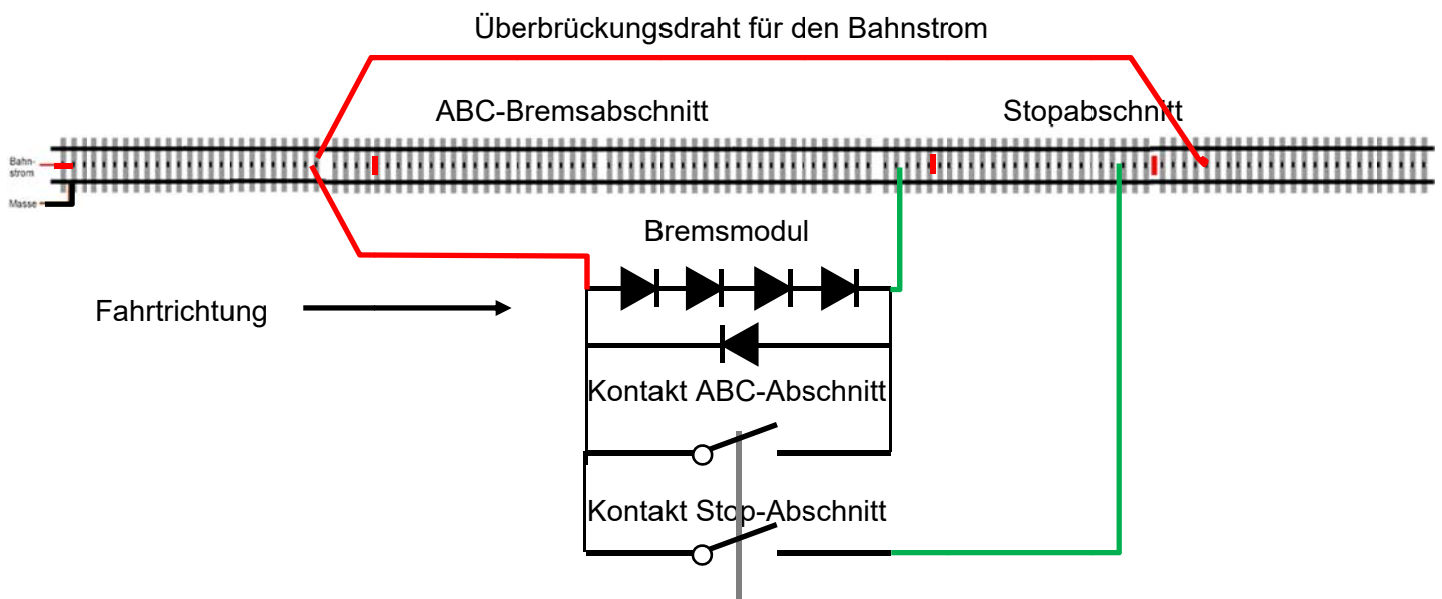 Überbrückungsdraht für den Bahnstrom
ABC-Bremsabschnitt
Stopabschnitt
Bahn-
strom
Masse
Bremsmodul
Fahrtrichtung
Kontakt ABC-Abschnitt
Kontakt Stop-Abschnitt